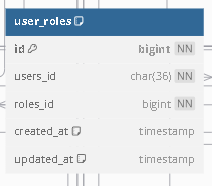 user_roles
id bigint NN
users_id char(36) NN
roles_id bigint NN
created_at timestamp
updated_at timestamp